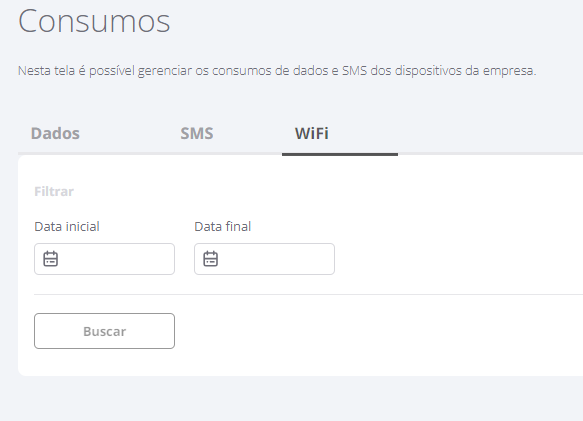 Consumos
Nesta tela é possível gerenciar os consumos de dados e SMS dos dispositivos da empresa.
Dados SMS WiFi
Filtrar
Data inicial Data final
Buscar